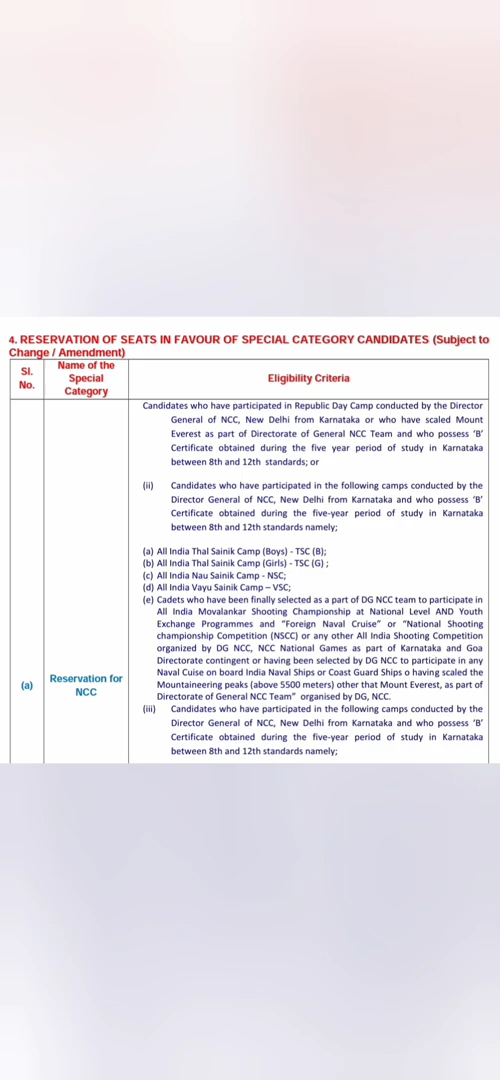 4. RESERVATION OF SEATS IN FAVOUR OF SPECIAL CATEGORY CANDIDATES (Subject to
Change / Amendment)
Sl.
No.
Name of the
Special
Category
Eligibility Criteria
(a)
Reservation for
NCC
Candidates who have participated in Republic Day Camp conducted by the Director
General of NCC, New Delhi from Karnataka or who have scaled Mount
Everest as part of Directorate of General NCC Team and who possess ‘B’
Certificate obtained during the five year period of study in Karnataka
between 8th and 12th standards; or
(ii) Candidates who have participated in the following camps conducted by the
Director General of NCC, New Delhi from Karnataka and who possess ‘B’
Certificate obtained during the five-year period of study in Karnataka
between 8th and 12th standards namely;
(a) All India Thal Sainik Camp (Boys) - TSC (B);
(b) All India Thal Sainik Camp (Girls) - TSC (G) ;
(c) All India Nau Sainik Camp - NSC;
(d) All India Vayu Sainik Camp – VSC;
(e) Cadets who have been finally selected as a part of DG NCC team to participate in
All India Movalankar Shooting Championship at National Level AND Youth
Exchange Programmes and “Foreign Naval Cruise” or “National Shooting
championship Competition (NSCC) or any other All India Shooting Competition
organized by DG NCC, NCC National Games as part of Karnataka and Goa
Directorate contingent or having been selected by DG NCC to participate in any
Naval Cuise on board India Naval Ships or Coast Guard Ships o having scaled the
Mountaineering peaks (above 5500 meters) other that Mount Everest, as part of
Directorate of General NCC Team” organised by DG, NCC.
(iii) Candidates who have participated in the following camps conducted by the
Director General of NCC, New Delhi from Karnataka and who possess ‘B’
Certificate obtained during the five-year period of study in Karnataka
between 8th and 12th standards namely;